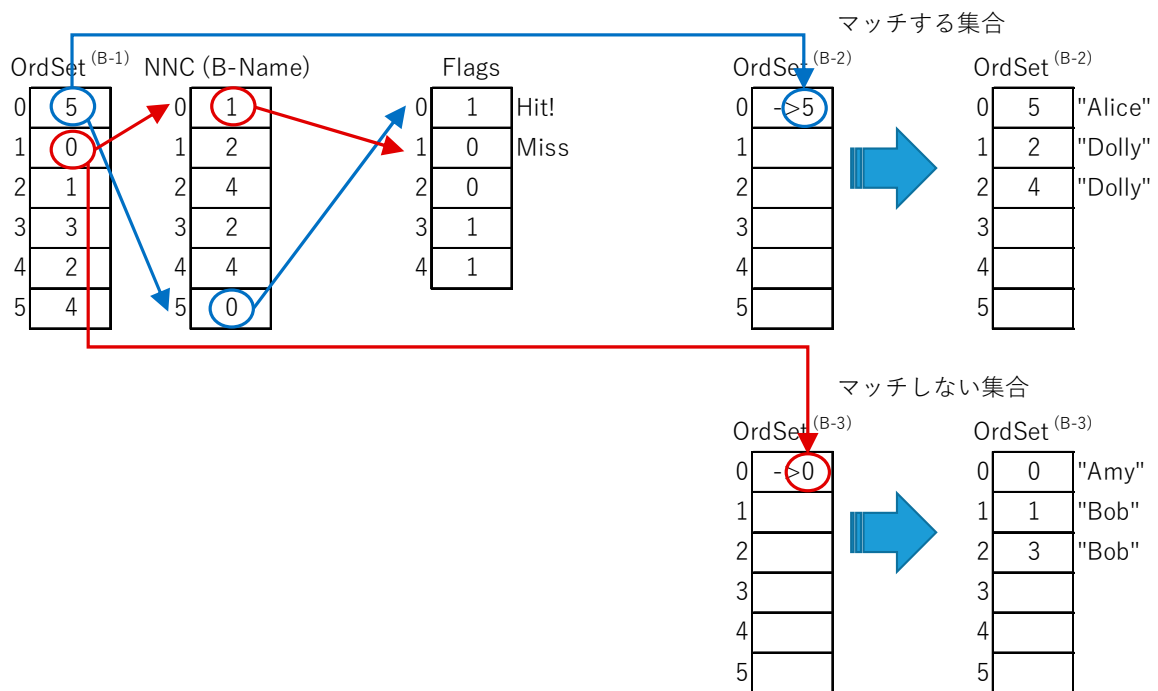 マッチする集合
OrdSet (B-1) NNC (B-Name) Flags OrdSet (B-2) OrdSet (B-2)
0 5 0 1 0 1 Hit! 0 ->5 0 5 "Alice"
1 0 1 2 1 0 Miss 1 1 2 "Dolly"
2 1 2 4 2 0 2 2 4 "Dolly"
3 3 3 2 3 1 3 3
4 2 4 4 4 1 4 4
5 4 5 0 5 5
マッチしない集合
OrdSet (B-3) OrdSet (B-3)
0 ->0 0 0 "Amy"
1 1 1 "Bob"
2 2 3 "Bob"
3 3
4 4
5 5